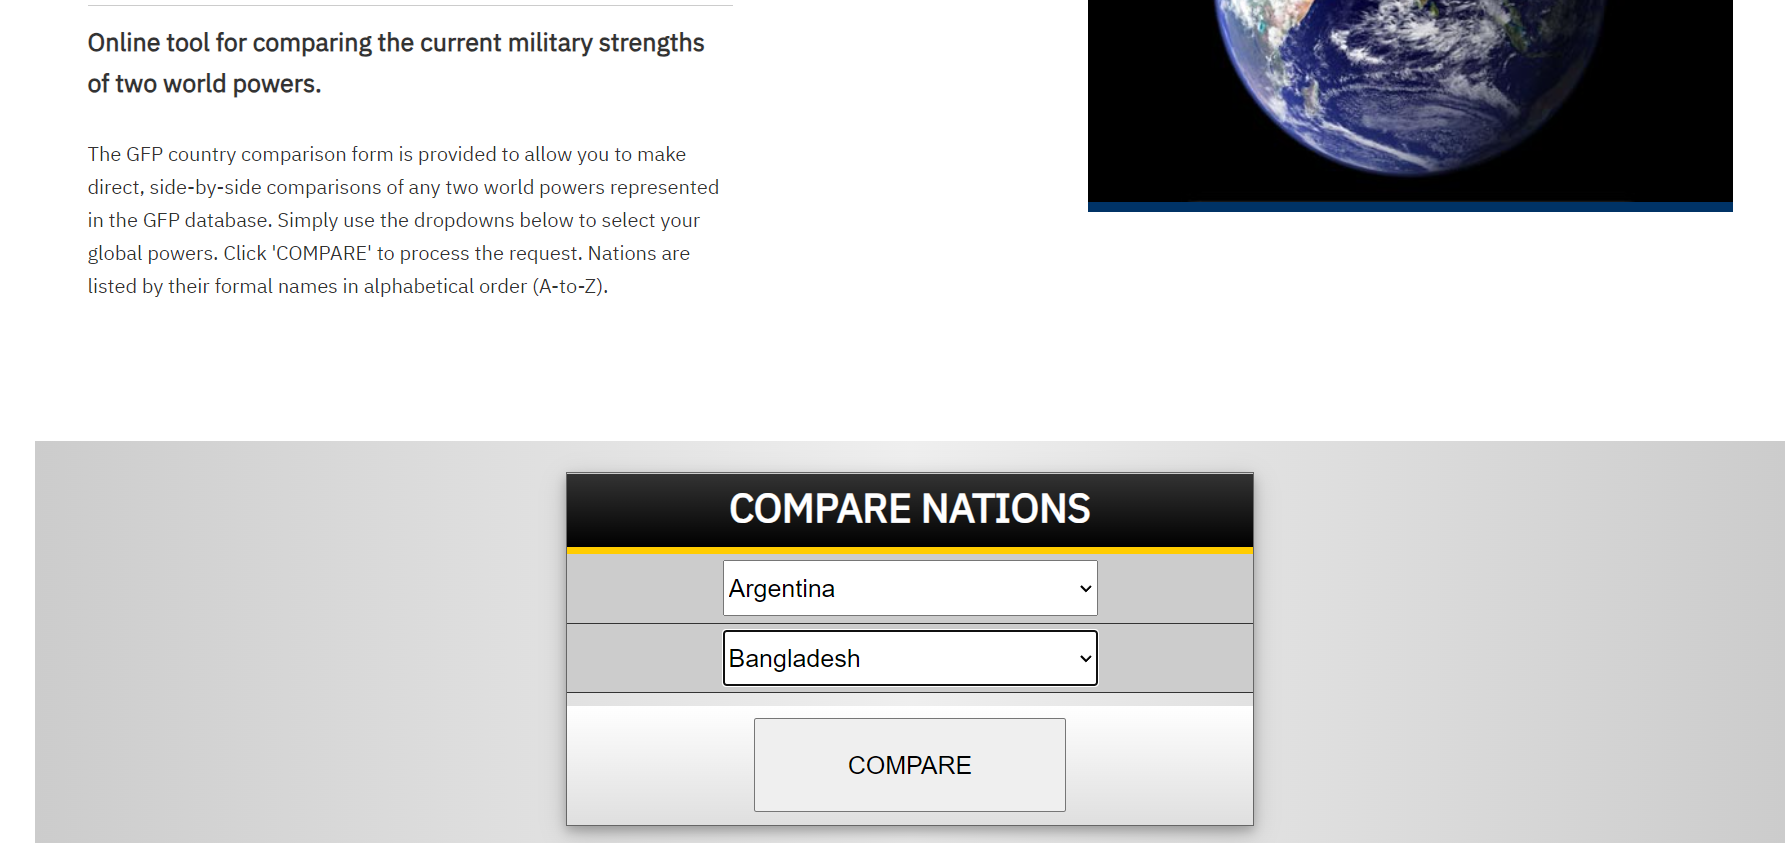 Online tool for comparing the current military strengths
of two world powers.
The GFP country comparison form is provided to allow you to make
direct, side-by-side comparisons of any two world powers represented
in the GFP database. Simply use the dropdowns below to select your
global powers. Click 'COMPARE' to process the request. Nations are
listed by their formal names in alphabetical order (A-to-Z).
COMPARE NATIONS
Argentina
Bangladesh
COMPARE